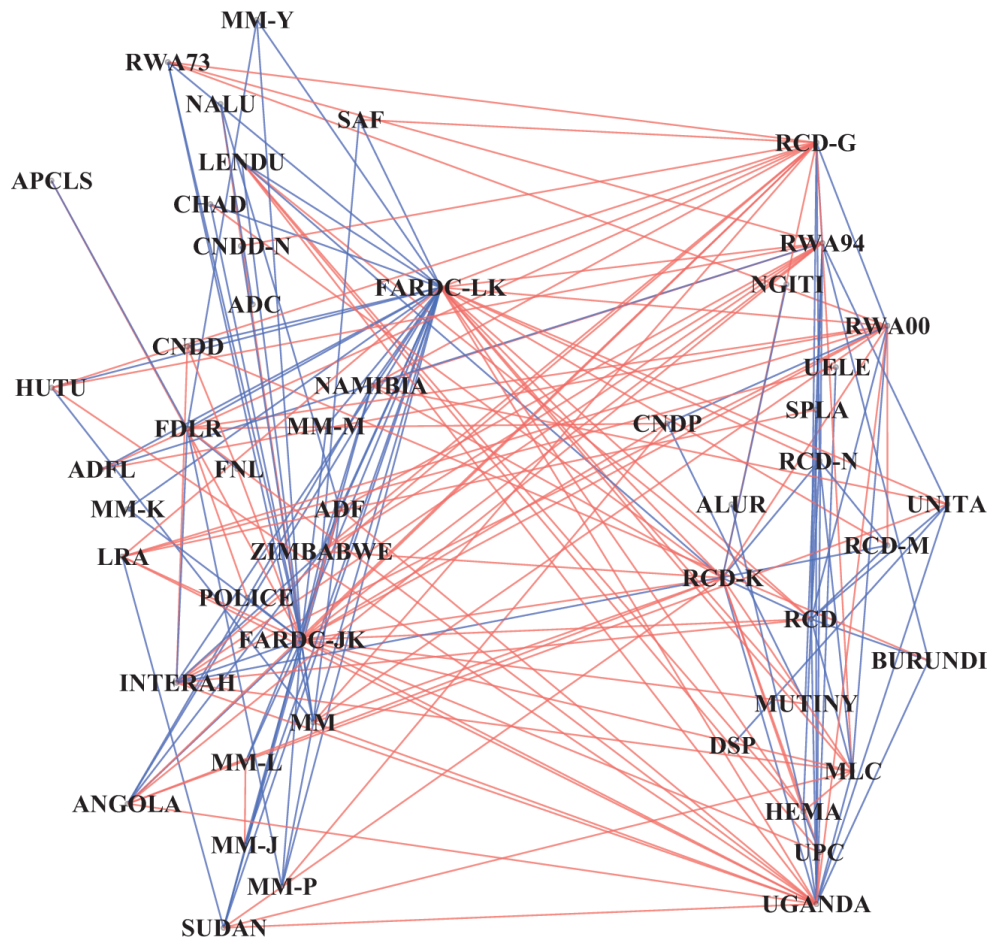 MM-Y
RWA73
NALU
SAF
RCD-G
LENDU
APCLS
CHAD
CNDD-N
RWA94
NGITI
FARDC-LK
ADC
RWA00
CNDD
UELE
HUTU
NAMIBIA
SPLA
FDLR
MM-M
CNDP
RCD-N
ADFL
FNL
MM-K
ADF
ALUR
UNITA
RCD-M
LRA
ZIMBABWE
RCD-K
POLICE
RCD
FARDC-JK
BURUNDI
INTERAH
MUTINY
MM
DSP
MM-L
MLC
ANGOLA
HEMA
MM-J
UPC
MM-P
UGANDA
SUDAN